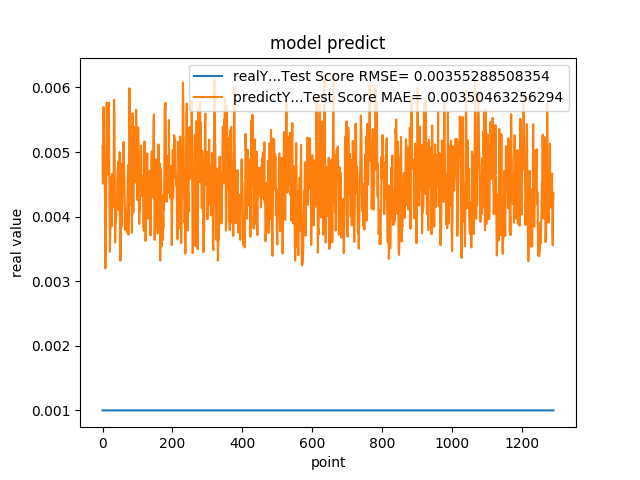 model predict
realY...Test Score RMSE= 0.00355288508354
predictY...Test Score MAE= 0.00350463256294
0.006
0.005
0.004
0.003
0.002
0.001
real value
0 200 400 600 800 1000 1200
point